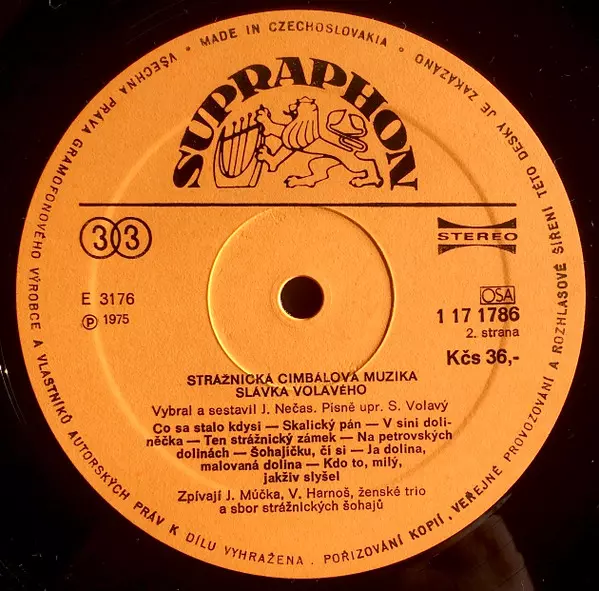 VŠECHNA PRÁVA GRAMOFONOVÉHO VÝROBCE A VLASTNÍKŮ AUTORSKÝCH PRÁV K DÍLU VYHRAŽENA . POŘIZOVÁNÍ KOPIÍ , VEŘEJNÉ PROVOZOVÁNÍ A ROZHLASOVÉ ŠÍŘENÍ TÉTO DESKY JE ZAKÁZÁNO
• MADE IN CZECHOSLOVAKIA •
SUPRAPHON
33
STEREO
E 3176
Ⓟ 1975
OSA
1 17 1786
2. strana
Kčs 36,-
STRÁŽNICKÁ CIMBÁLOVÁ MUZIKA
SLÁVKA VOLAVÉHO
Vybral a sestavil J. Nečas. Písně upr. S. Volavý
Co sa stalo kdysi — Skalický pán — V síni doli-
něčka — Ten strážnický zámek — Na petrovských
dolinách — Šohajíčku, čí si — Ja dolina,
malovaná dolina — Kdo to, milý,
jakživ slyšel
Zpívají J. Múčka, V. Harnoš, ženské trio
a sbor strážnických šohajů